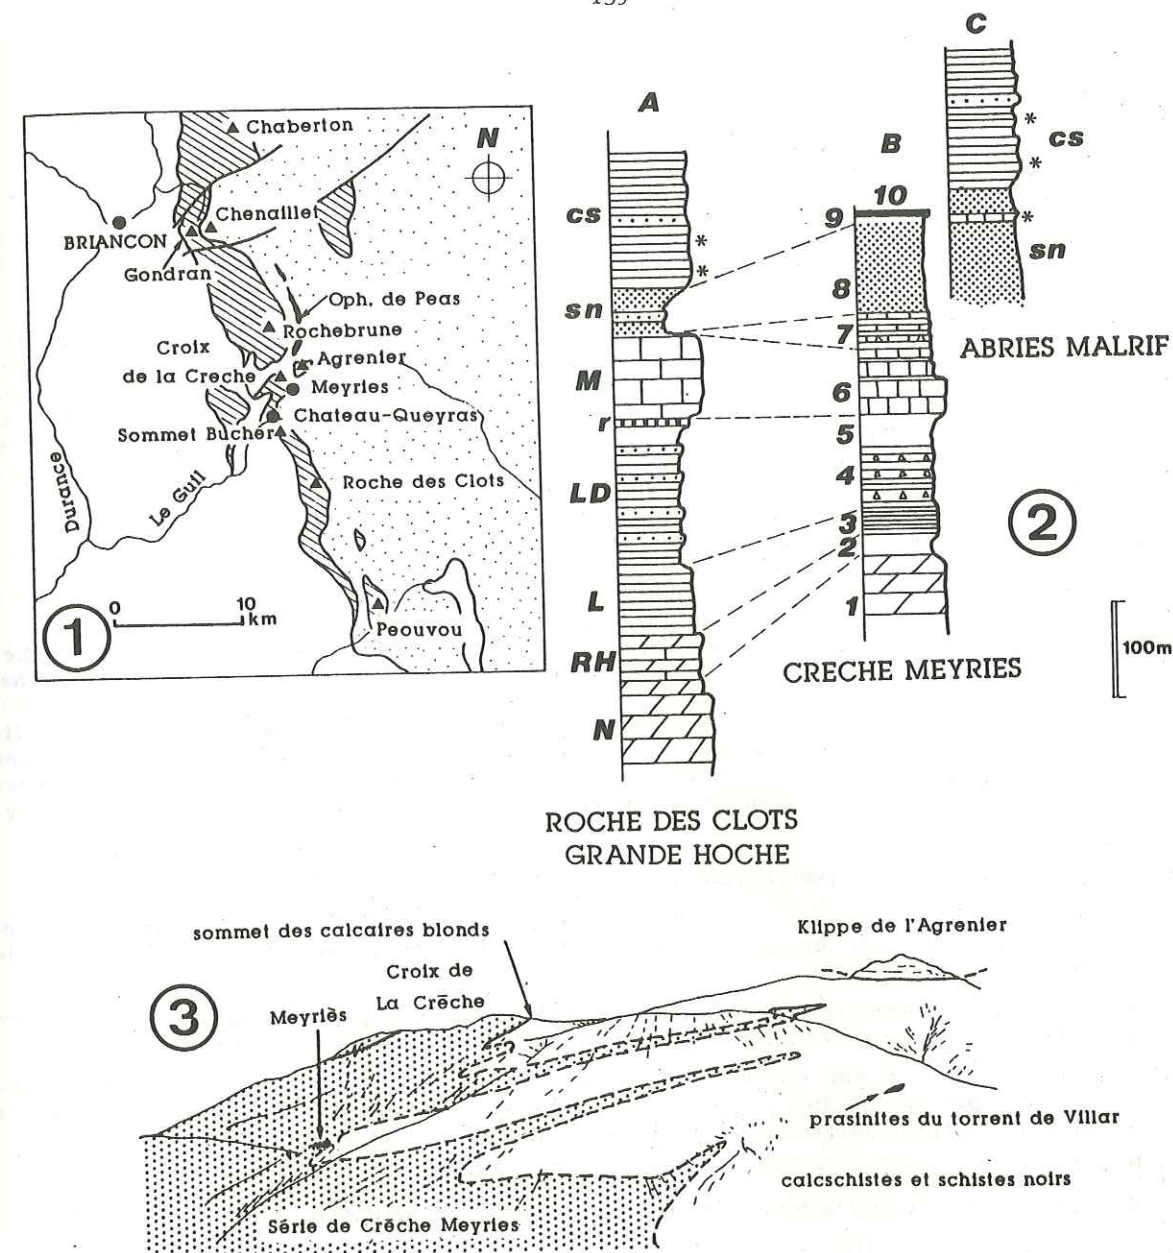 N
Chaberton
BRIANCON
Chenaillet
Gondran
Oph. de Peas
Rochebrune
Croix
de la Creche
Agrenier
Meyries
Chateau-Queyras
Sommet Bucher
Durance
Le Guil
Roche des Clots
Peouvou
0 10
km
1
A
cs
*
*
sn
M
r
LD
L
RH
N
ROCHE DES CLOTS
GRANDE HOCHE
B
10
9
8
7
6
5
4
3
2
1
CRECHE MEYRIES
C
*
cs
*
*
sn
ABRIES MALRIF
2
100m
sommet des calcaires blonds
Klippe de l'Agrenier
Croix de
La Crēche
3
Meyriès
prasinites du torrent de Villar
calcschistes et schistes noirs
Série de Crēche Meyries